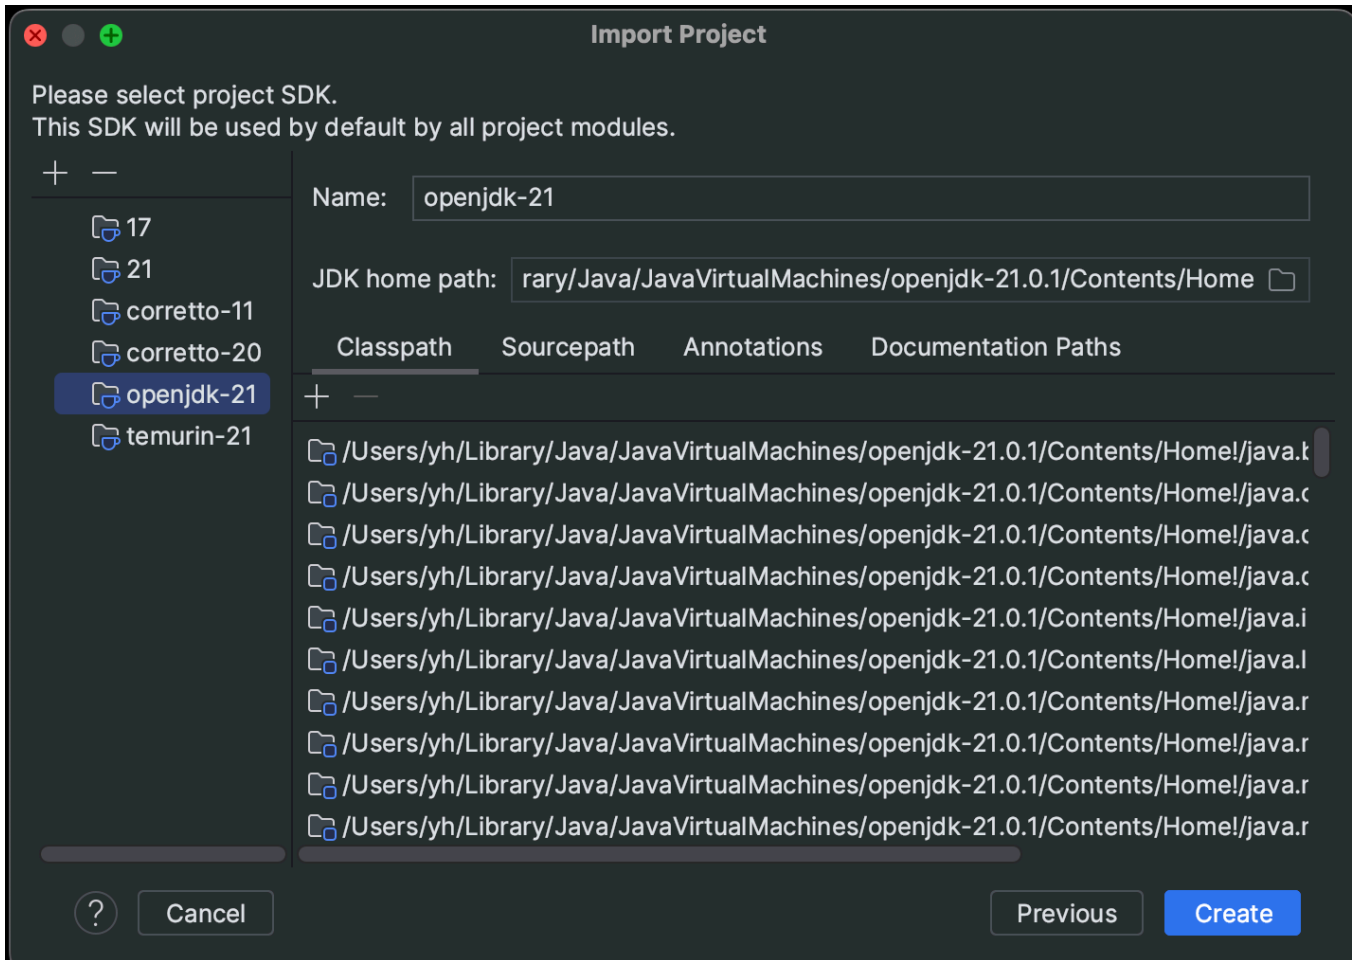 Import Project
Please select project SDK.
This SDK will be used by default by all project modules.
17
21
corretto-11
corretto-20
openjdk-21
temurin-21
Name: openjdk-21
JDK home path: rary/Java/JavaVirtualMachines/openjdk-21.0.1/Contents/Home
Classpath Sourcepath Annotations Documentation Paths
/Users/yh/Library/Java/JavaVirtualMachines/openjdk-21.0.1/Contents/Home!/java.b
/Users/yh/Library/Java/JavaVirtualMachines/openjdk-21.0.1/Contents/Home!/java.c
/Users/yh/Library/Java/JavaVirtualMachines/openjdk-21.0.1/Contents/Home!/java.c
/Users/yh/Library/Java/JavaVirtualMachines/openjdk-21.0.1/Contents/Home!/java.c
/Users/yh/Library/Java/JavaVirtualMachines/openjdk-21.0.1/Contents/Home!/java.i
/Users/yh/Library/Java/JavaVirtualMachines/openjdk-21.0.1/Contents/Home!/java.l
/Users/yh/Library/Java/JavaVirtualMachines/openjdk-21.0.1/Contents/Home!/java.r
/Users/yh/Library/Java/JavaVirtualMachines/openjdk-21.0.1/Contents/Home!/java.r
/Users/yh/Library/Java/JavaVirtualMachines/openjdk-21.0.1/Contents/Home!/java.r
/Users/yh/Library/Java/JavaVirtualMachines/openjdk-21.0.1/Contents/Home!/java.r
? Cancel Previous Create